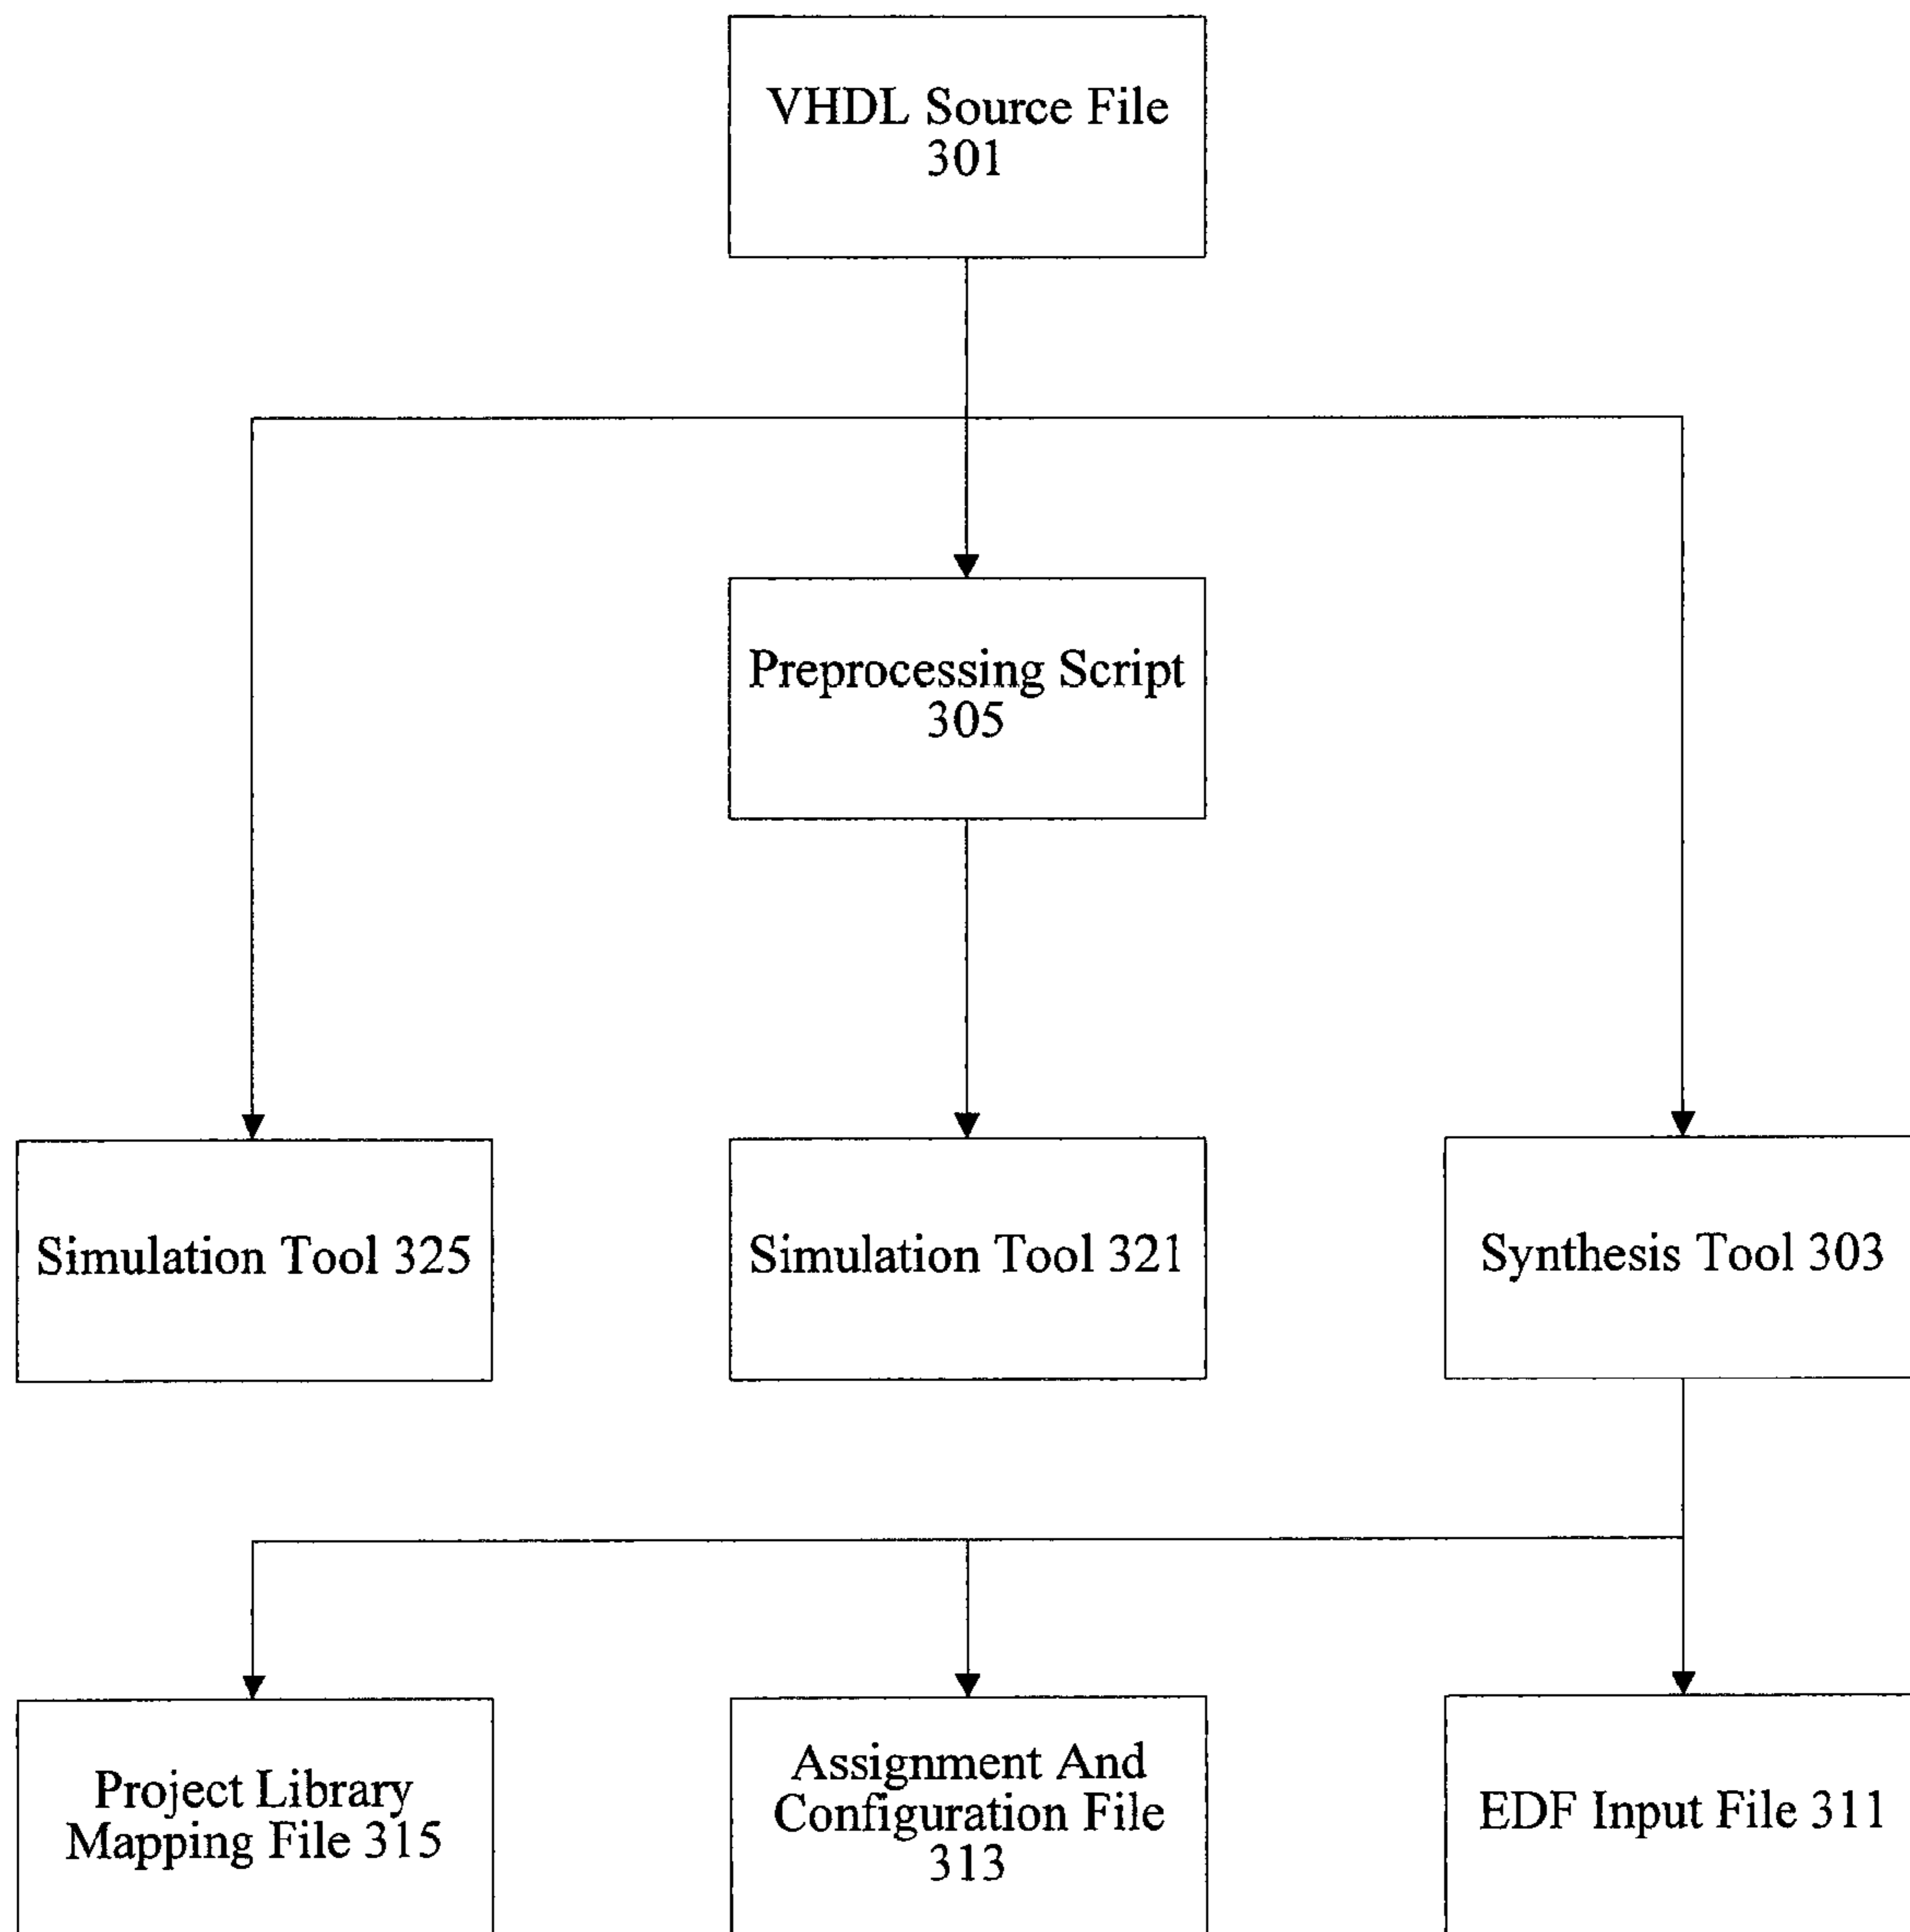 VHDL Source File
301
Preprocessing Script
305
Simulation Tool 325
Simulation Tool 321
Synthesis Tool 303
Project Library
Mapping File 315
Assignment And
Configuration File
313
EDF Input File 311